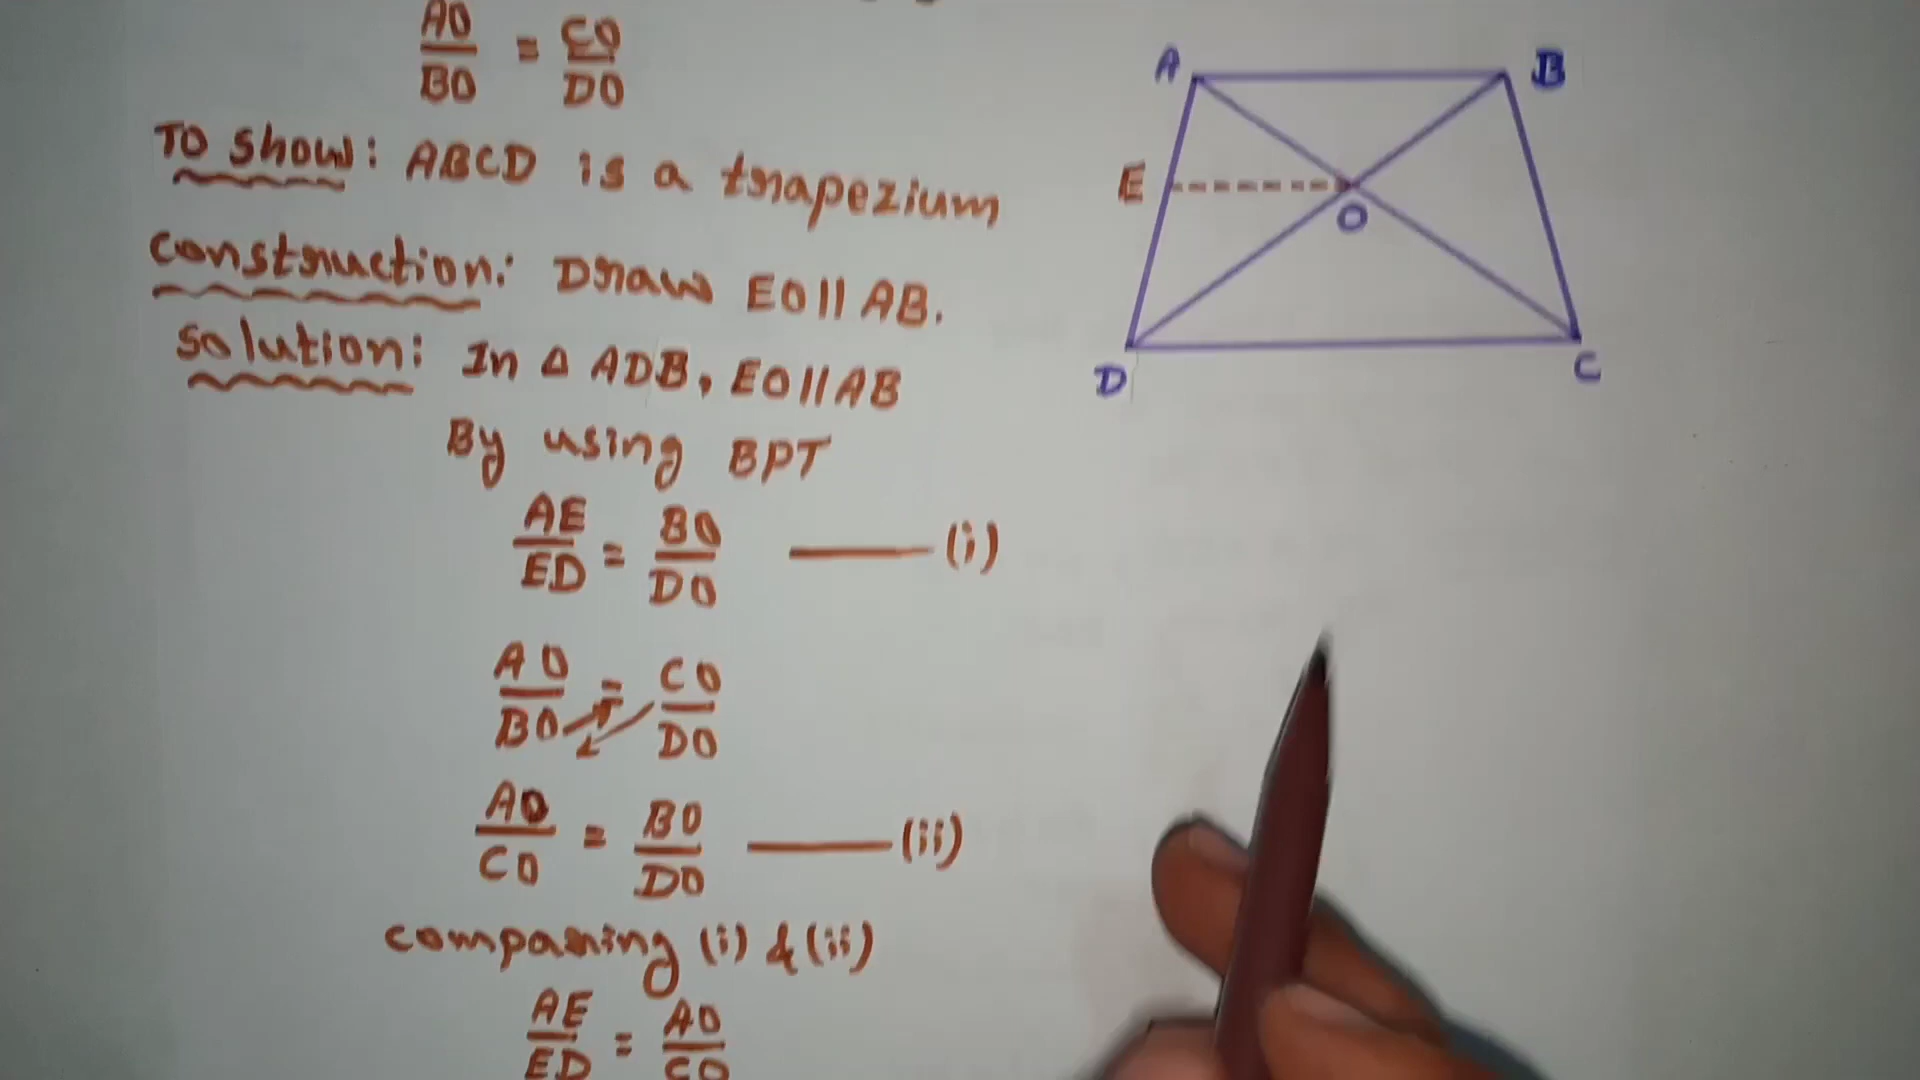 AO/BO = CO/DO
TO show: ABCD is a trapezium
construction: Draw EO||AB.
solution: In Δ ADB, EO||AB
By using BPT
AE/ED = BO/DO ——— (i)
AO/BO = CO/DO
AO/CO = BO/DO ——— (ii)
comparing (i) & (ii)
AE/ED = AO/CO
A B
E O
D C